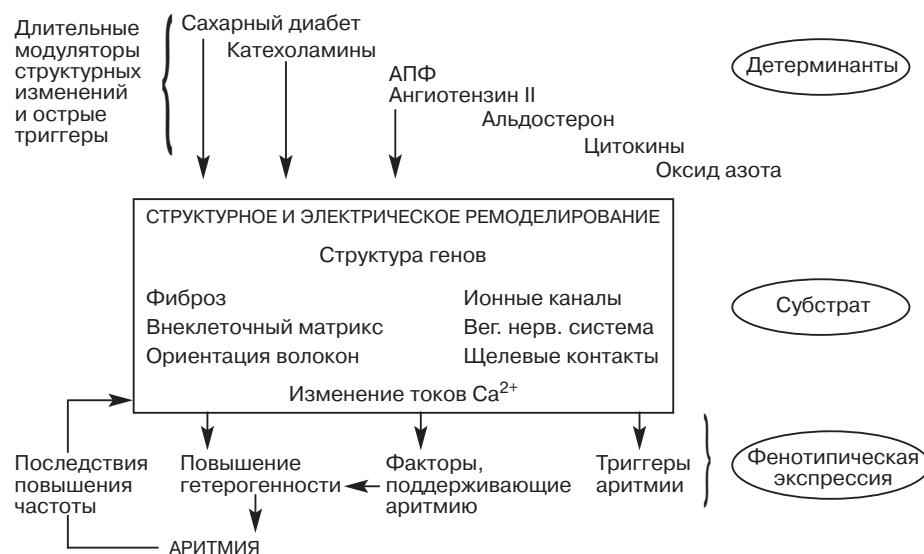 Длительные
модуляторы
структурных
изменений
и острые
триггеры
Сахарный диабет
Катехоламины
АПФ
Ангиотензин II
Альдостерон
Цитокины
Оксид азота
Детерминанты
СТРУКТУРНОЕ И ЭЛЕКТРИЧЕСКОЕ РЕМОДЕЛИРОВАНИЕ
Структура генов
Фиброз
Внеклеточный матрикс
Ориентация волокон
Ионные каналы
Вег. нерв. система
Щелевые контакты
Изменение токов Ca²⁺
Субстрат
Последствия
повышения
частоты
Повышение
гетерогенности
Факторы,
поддерживающие
аритмию
Триггеры
аритмии
Фенотипическая
экспрессия
АРИТМИЯ